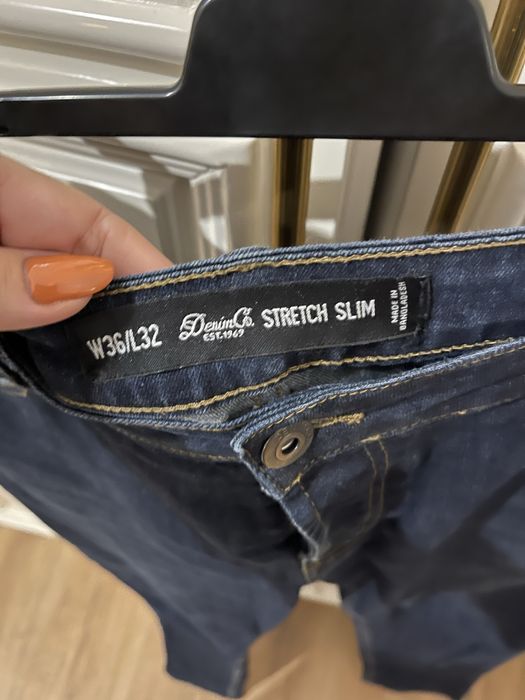 W36/L32
DenimCo.
EST.1969
STRETCH SLIM
MADE IN
BANGLADESH